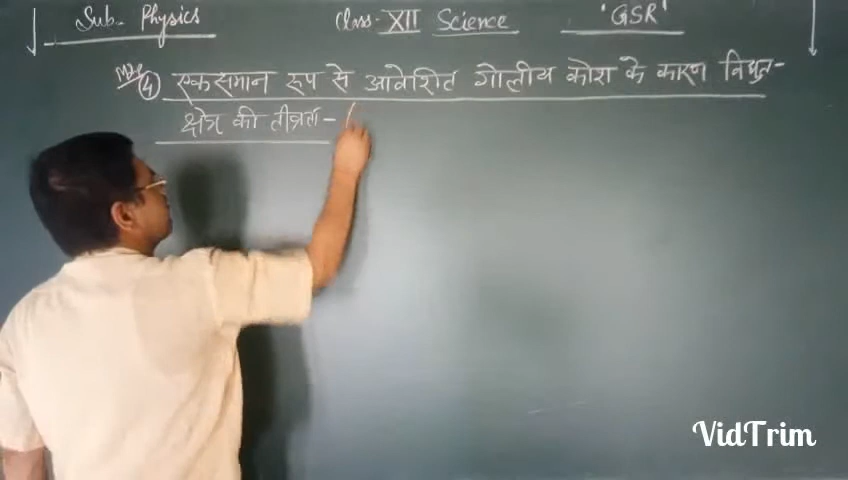 Sub. Physics Class-XII Science 'GSR'
④ एकसमान रूप से आवेशित गोलीय कोश के कारण विद्युत-
क्षेत्र की तीव्रता-
VidTrim